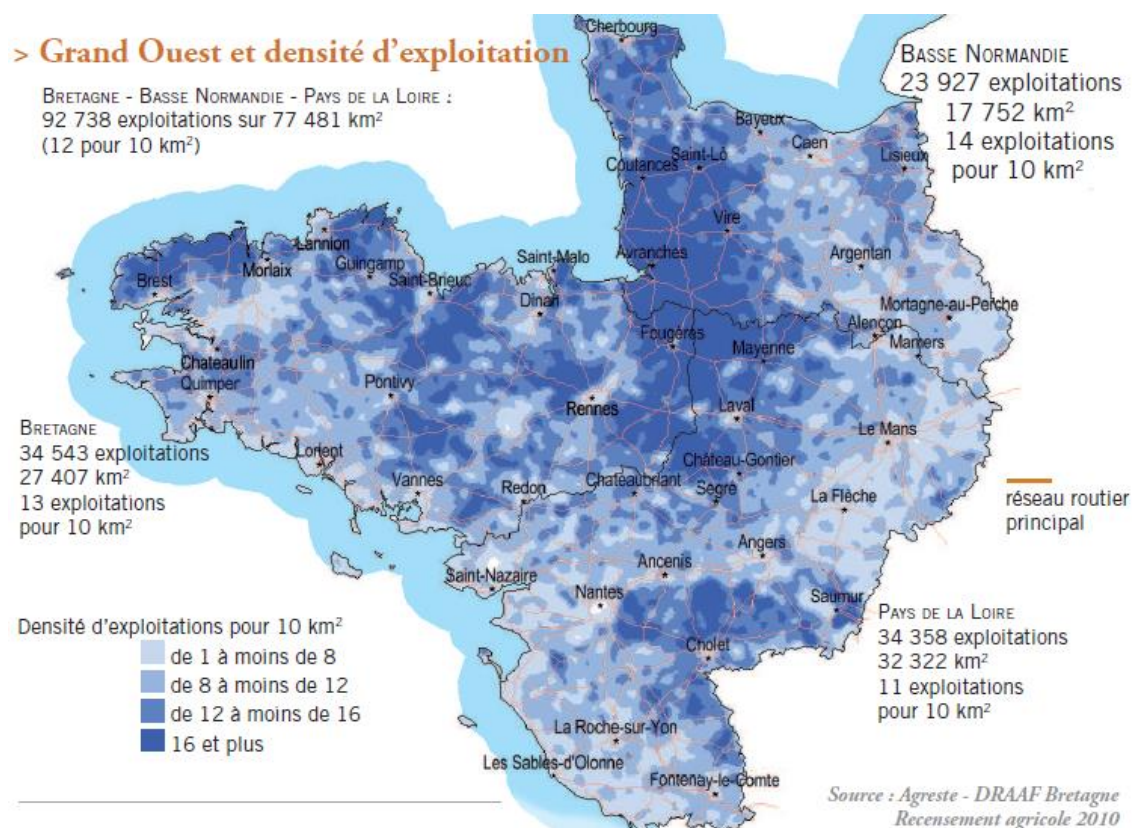 > Grand Ouest et densité d'exploitation
BRETAGNE - BASSE NORMANDIE - PAYS DE LA LOIRE :
92 738 exploitations sur 77 481 km²
(12 pour 10 km²)
BASSE NORMANDIE
23 927 exploitations
17 752 km²
14 exploitations
pour 10 km²
Cherbourg
Bayeux
Caen
Coutances
Saint-Lô
Lisieux
Vire
Lannion
Morlaix
Guingamp
Saint-Brieuc
Saint-Malo
Avranches
Argentan
Brest
Dinan
Mortagne-au-Perche
Alençon
Mamers
Fougères
Mayenne
Chateaulin
Quimper
Pontivy
Rennes
Laval
Le Mans
BRETAGNE
34 543 exploitations
27 407 km²
13 exploitations
pour 10 km²
Lorient
Vannes
Redon
Chateaubriant
Château-Gontier
Segré
La Flèche
réseau routier
principal
Ancenis
Angers
Saint-Nazaire
Nantes
Saumur
Cholet
PAYS DE LA LOIRE
34 358 exploitations
32 322 km²
11 exploitations
pour 10 km²
Densité d'exploitations pour 10 km²
de 1 à moins de 8
de 8 à moins de 12
de 12 à moins de 16
16 et plus
La Roche-sur-Yon
Les Sables-d'Olonne
Fontenay-le-Comte
Source : Agreste - DRAAF Bretagne
Recensement agricole 2010